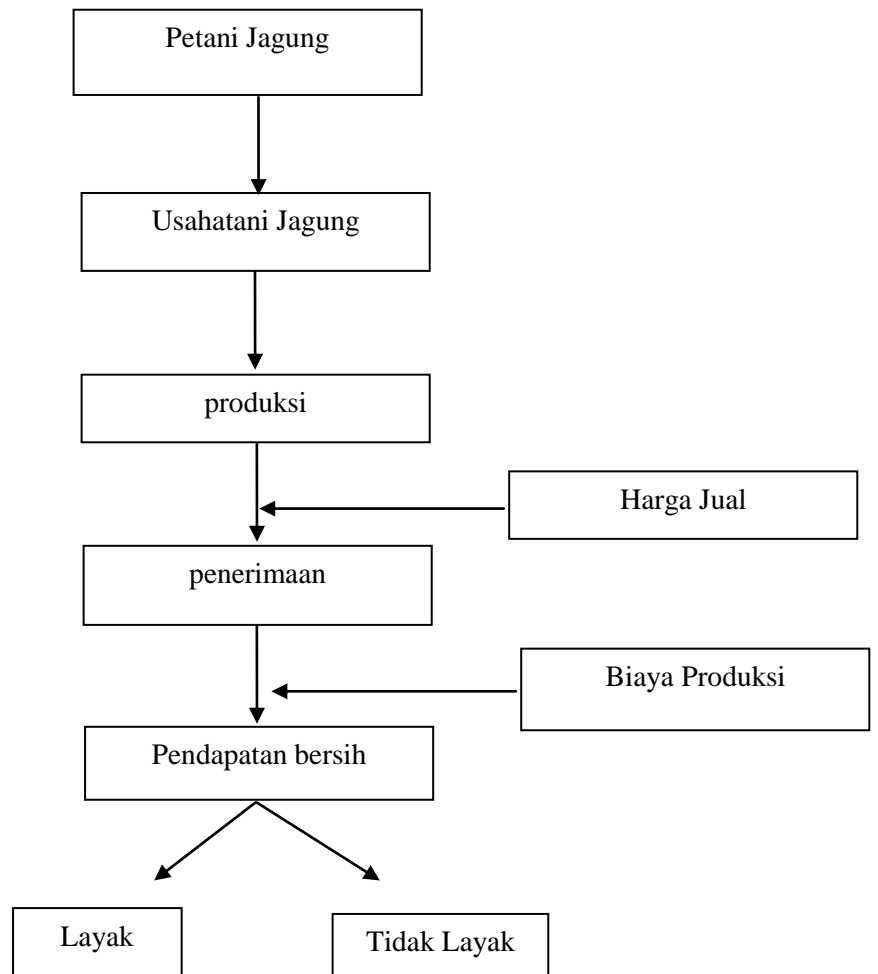 Petani Jagung
Usahatani Jagung
produksi
Harga Jual
penerimaan
Biaya Produksi
Pendapatan bersih
Layak
Tidak Layak